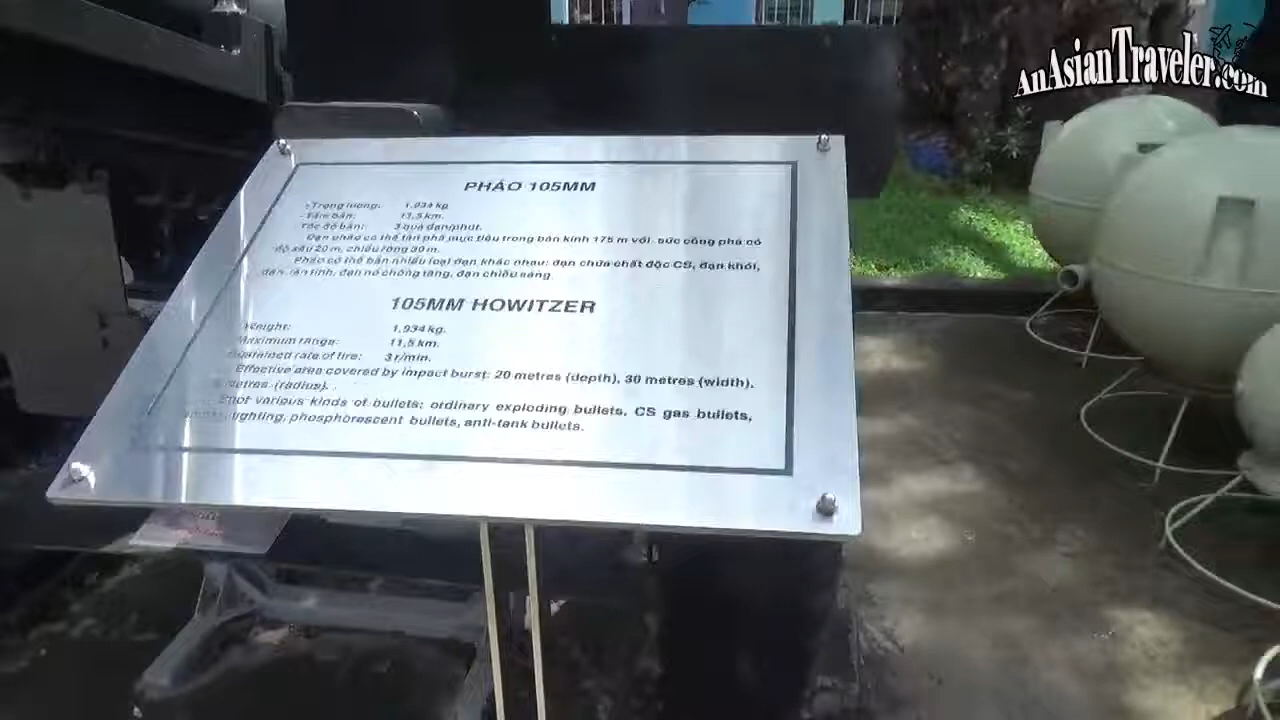 AnAsianTraveler.com
PHÁO 105MM
- Trọng lượng: 1,934 kg
- Tầm bắn: 11,5 km.
Tốc độ bắn: 3 quả đạn/phút.
Đạn pháo có thể tàn phá mục tiêu trong bán kính 175 m với sức công phá có
độ sâu 20 m, chiều rộng 30 m.
Pháo có thể bắn nhiều loại đạn khác nhau: đạn chứa chất độc CS, đạn khói,
đạn lân tinh, đạn nổ chống tăng, đạn chiếu sáng.
105MM HOWITZER
Weight: 1,934 kg.
Maximum range: 11,5 km.
Sustained rate of fire: 3 r/min.
Effective area covered by impact burst: 20 metres (depth), 30 metres (width),
metres (radius).
Shot various kinds of bullets: ordinary exploding bullets, CS gas bullets,
lighting, phosphorescent bullets, anti-tank bullets.